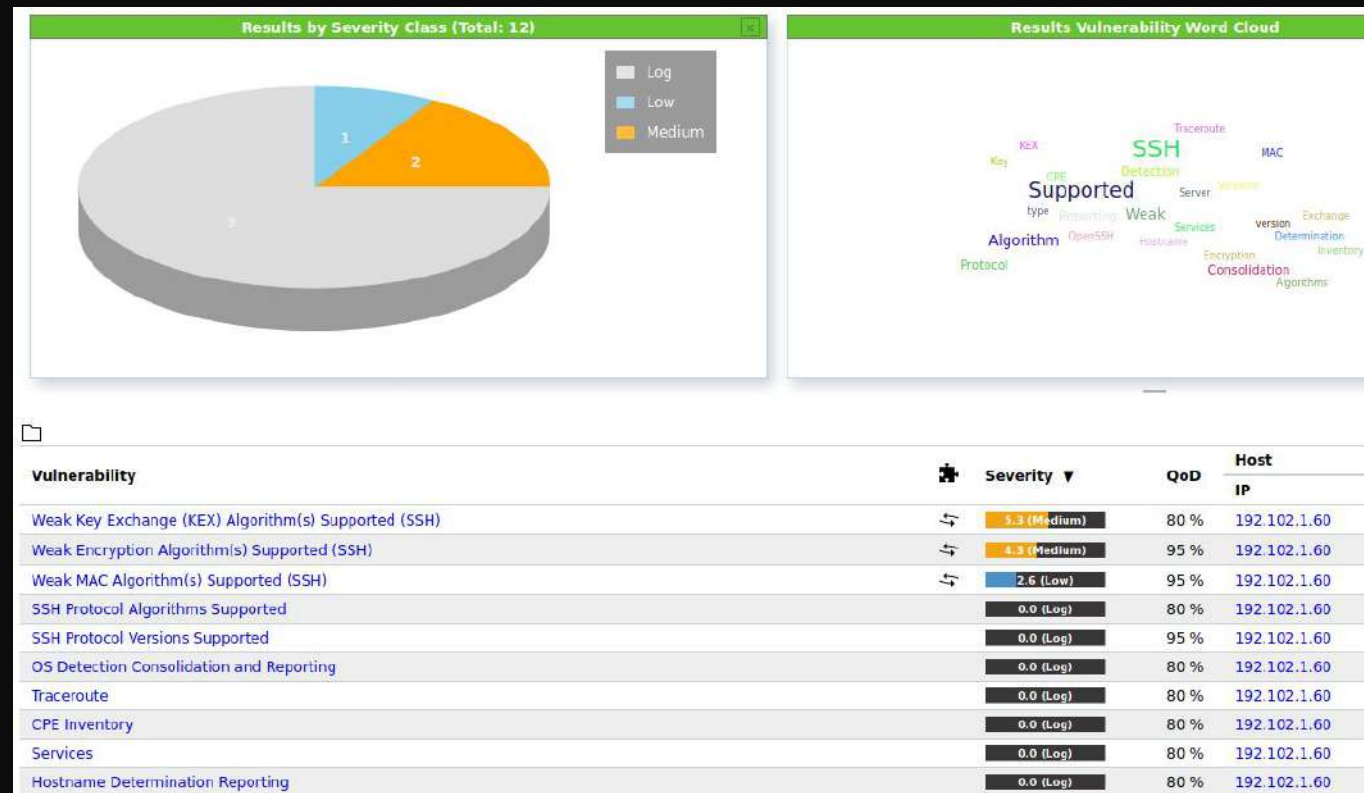 Results by Severity Class (Total: 12)
Log
Low
Medium
1
2
9
Results Vulnerability Word Cloud
Traceroute
KEX
SSH
MAC
Key
CPE
Detection
Supported
Server
Versions
type
Reporting
Weak
Services
version
Exchange
Algorithm
OpenSSH
Hostname
Determination
Inventory
Protocol
Encryption
Consolidation
Algorithms
Vulnerability Severity ▼ QoD Host
IP
Weak Key Exchange (KEX) Algorithm(s) Supported (SSH) 5.3 (Medium) 80 % 192.102.1.60
Weak Encryption Algorithm(s) Supported (SSH) 4.3 (Medium) 95 % 192.102.1.60
Weak MAC Algorithm(s) Supported (SSH) 2.6 (Low) 95 % 192.102.1.60
SSH Protocol Algorithms Supported 0.0 (Log) 80 % 192.102.1.60
SSH Protocol Versions Supported 0.0 (Log) 95 % 192.102.1.60
OS Detection Consolidation and Reporting 0.0 (Log) 80 % 192.102.1.60
Traceroute 0.0 (Log) 80 % 192.102.1.60
CPE Inventory 0.0 (Log) 80 % 192.102.1.60
Services 0.0 (Log) 80 % 192.102.1.60
Hostname Determination Reporting 0.0 (Log) 80 % 192.102.1.60